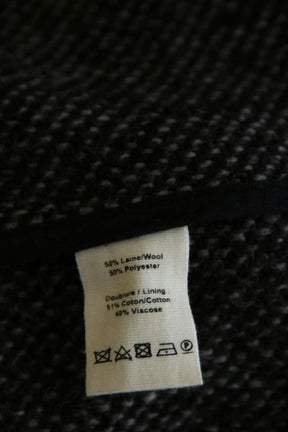 50% Laine/Wool
50% Polyester
Doublure / Lining :
51% Coton/Cotton
49% Viscose
P